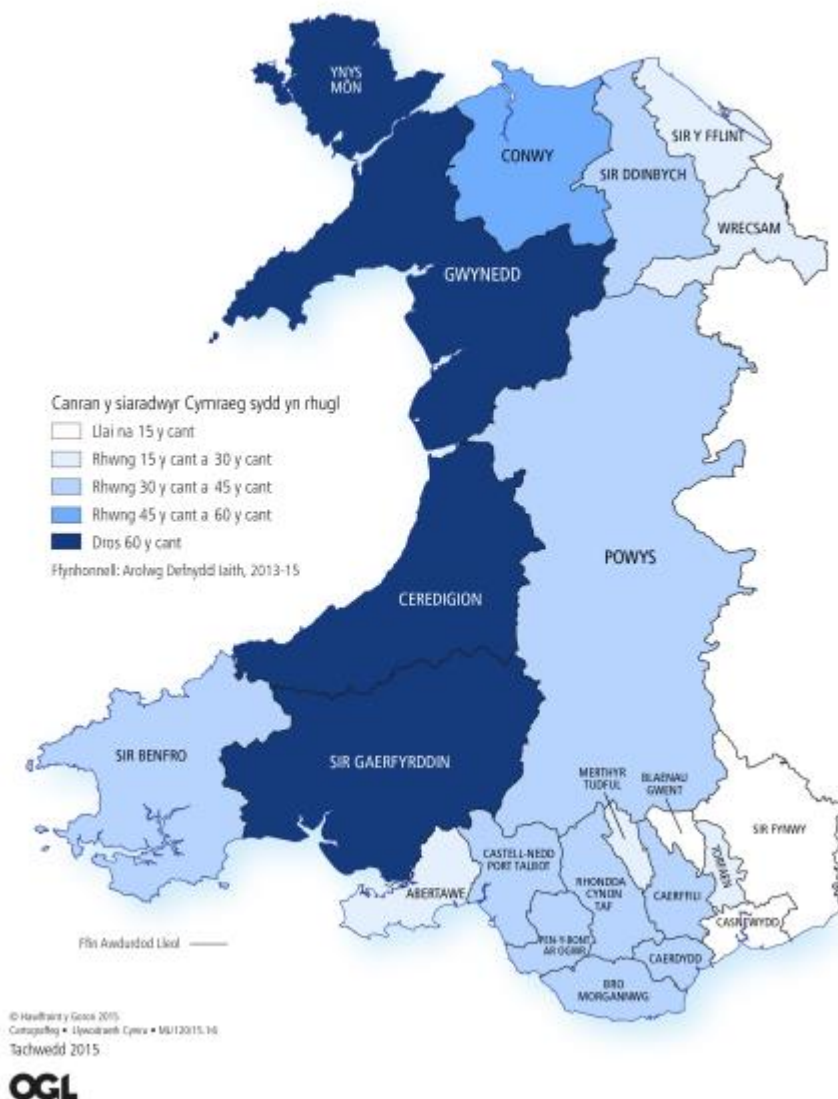 YNYS
MÔN
CONWY
SIR Y FFLINT
SIR DDINBYCH
WRECSAM
GWYNEDD
Canran y siaradwyr Cymraeg sydd yn rhugl
Llai na 15 y cant
Rhwng 15 y cant a 30 y cant
Rhwng 30 y cant a 45 y cant
Rhwng 45 y cant a 60 y cant
Dros 60 y cant
Ffynhonnell: Arolwg Defnydd Iaith, 2013-15
POWYS
CEREDIGION
SIR BENFRO
SIR GAERFYRDDIN
MERTHYR
TUDFUL
BLAENAU
GWENT
SIR FYNWY
CASTELL-NEDD
PORT TALBOT
RHONDDA
CYNON
TAF
CAERFFILI
TORFAEN
ABERTAWE
CASNEWYDD
PEN-Y-BONT
AR OGWR
CAERDYDD
BRO
MORGANNWG
Ffin Awdurdod Lleol
© Hawlfraint y Goron 2015
Cartograffeg • Llywodraeth Cymru •
Tachwedd 2015
OGL